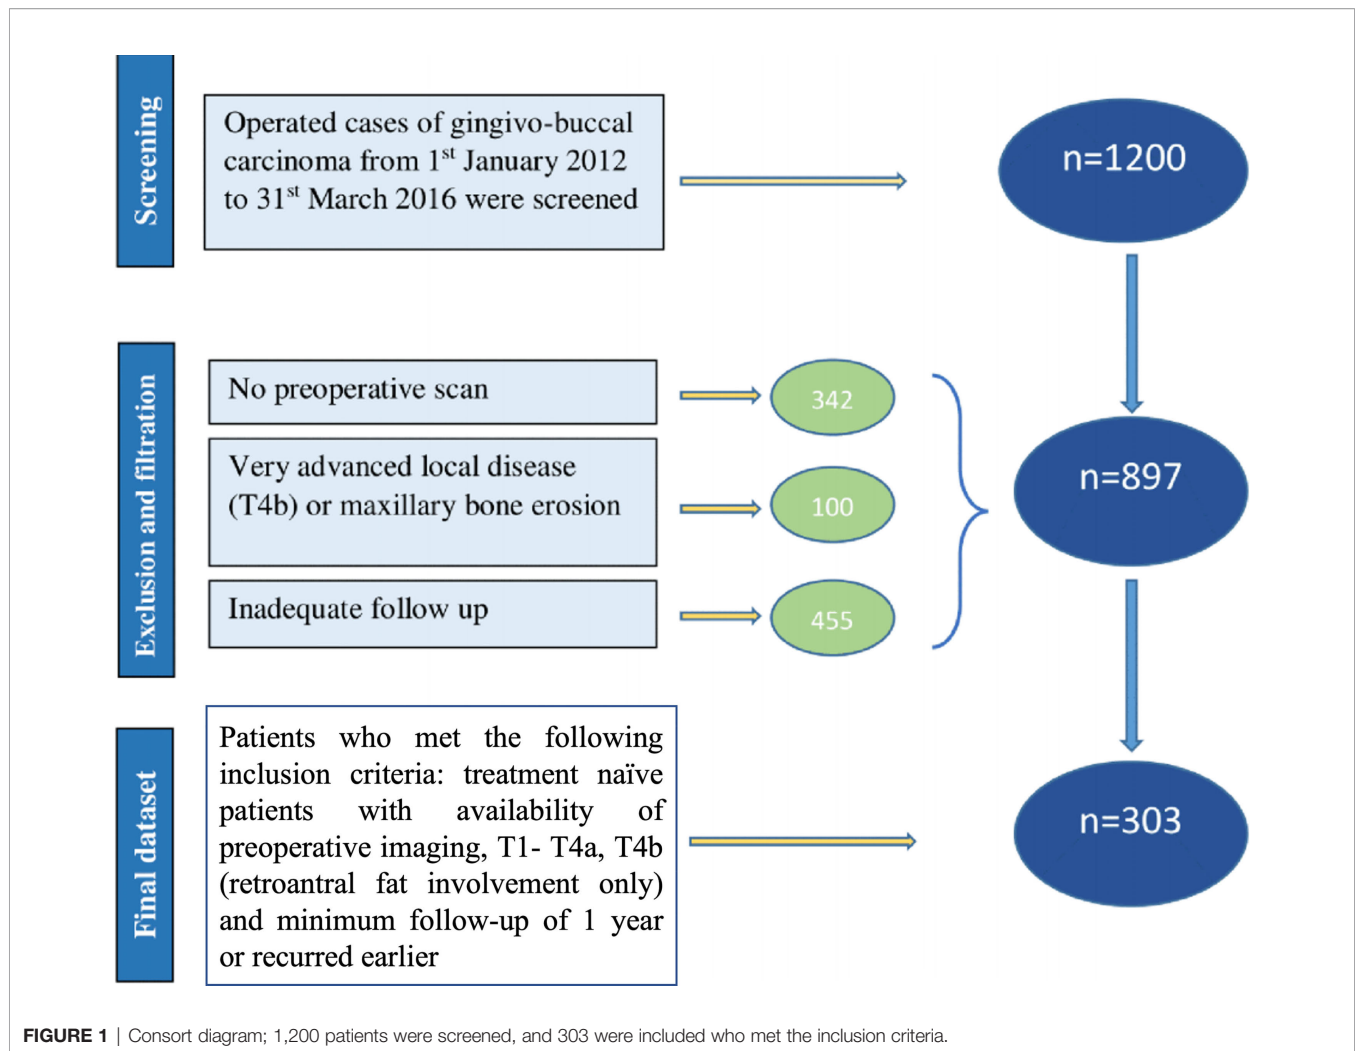 Screening
Operated cases of gingivo-buccal
carcinoma from 1st January 2012
to 31st March 2016 were screened
n=1200
Exclusion and filtration
No preoperative scan
342
Very advanced local disease
(T4b) or maxillary bone erosion
100
Inadequate follow up
455
n=897
Final dataset
Patients who met the following
inclusion criteria: treatment naïve
patients with availability of
preoperative imaging, T1- T4a, T4b
(retroantral fat involvement only)
and minimum follow-up of 1 year
or recurred earlier
n=303
FIGURE 1 | Consort diagram; 1,200 patients were screened, and 303 were included who met the inclusion criteria.